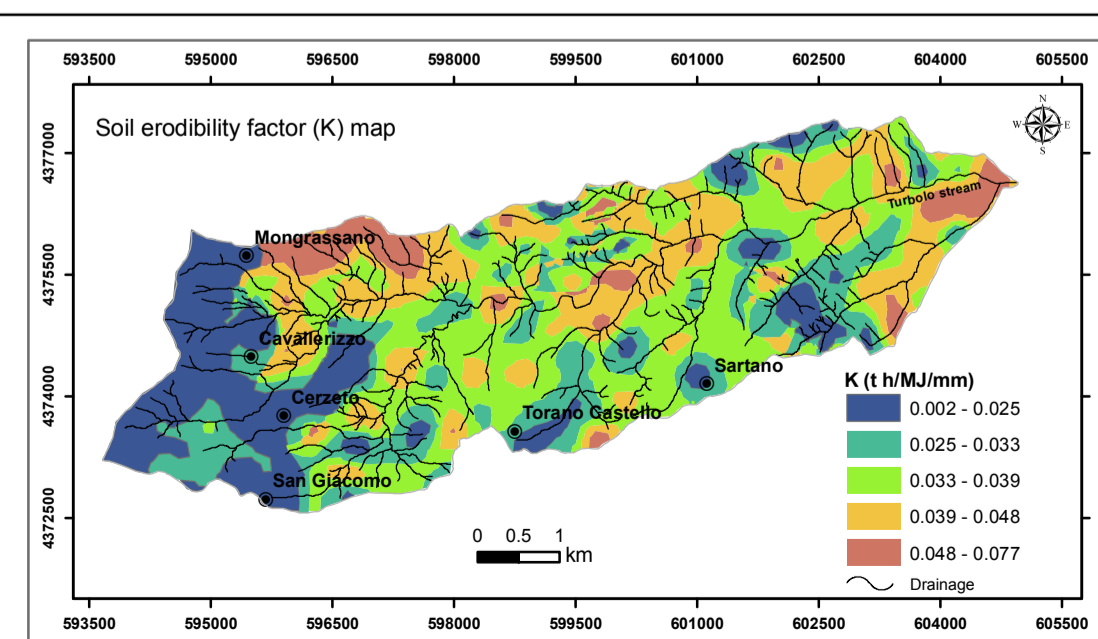 593500 595000 596500 598000 599500 601000 602500 604000 605500
Soil erodibility factor (K) map
N
W E
S
4377000
4375500
4374000
4372500
Turbolo stream
Mongrassano
Cavallerizzo
Sartano
Cerzeto
Torano Castello
San Giacomo
K (t h/MJ/mm)
0.002 - 0.025
0.025 - 0.033
0.033 - 0.039
0.039 - 0.048
0.048 - 0.077
Drainage
0 0.5 1
km
593500 595000 596500 598000 599500 601000 602500 604000 605500